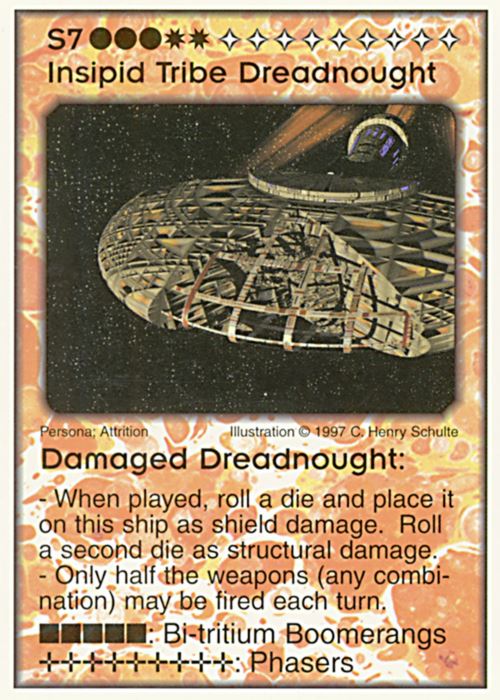 S7
Insipid Tribe Dreadnought
Persona; Attrition Illustration © 1997 C. Henry Schulte
Damaged Dreadnought:
- When played, roll a die and place it
on this ship as shield damage. Roll
a second die as structural damage.
- Only half the weapons (any combi-
nation) may be fired each turn.
■■■■■: Bi-tritium Boomerangs
✢✢✢✢✢✢✢✢✢: Phasers